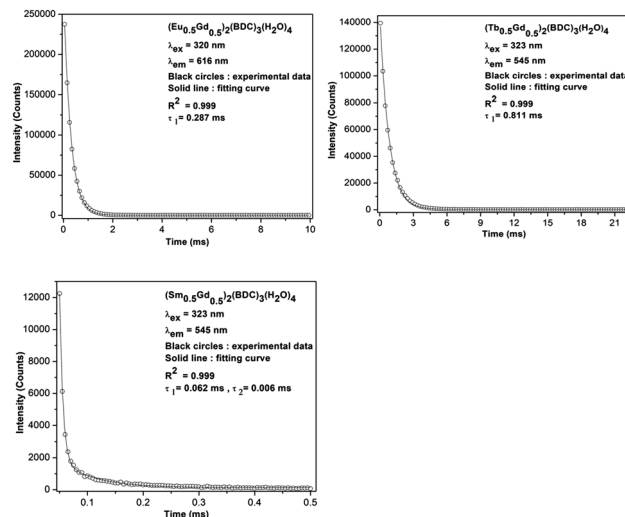 250000
200000
150000
100000
50000
0
0 2 4 6 8 10
Intensity (Counts)
Time (ms)
(Eu0.5Gd0.5)2(BDC)3(H2O)4
λex = 320 nm
λem = 616 nm
Black circles : experimental data
Solid line : fitting curve
R2 = 0.999
τ1= 0.287 ms
140000
120000
100000
80000
60000
40000
20000
0
0 3 6 9 12 15 18 21
Intensity (Counts)
Time (ms)
(Tb0.5Gd0.5)2(BDC)3(H2O)4
λex = 323 nm
λem = 545 nm
Black circles : experimental data
Solid line : fitting curve
R2 = 0.999
τ1= 0.811 ms
12000
10000
8000
6000
4000
2000
0
0.1 0.2 0.3 0.4 0.5
Intensity (Counts)
Time (ms)
(Sm0.5Gd0.5)2(BDC)3(H2O)4
λex = 323 nm
λem = 545 nm
Black circles : experimental data
Solid line : fitting curve
R2 = 0.999
τ1= 0.062 ms , τ2= 0.006 ms